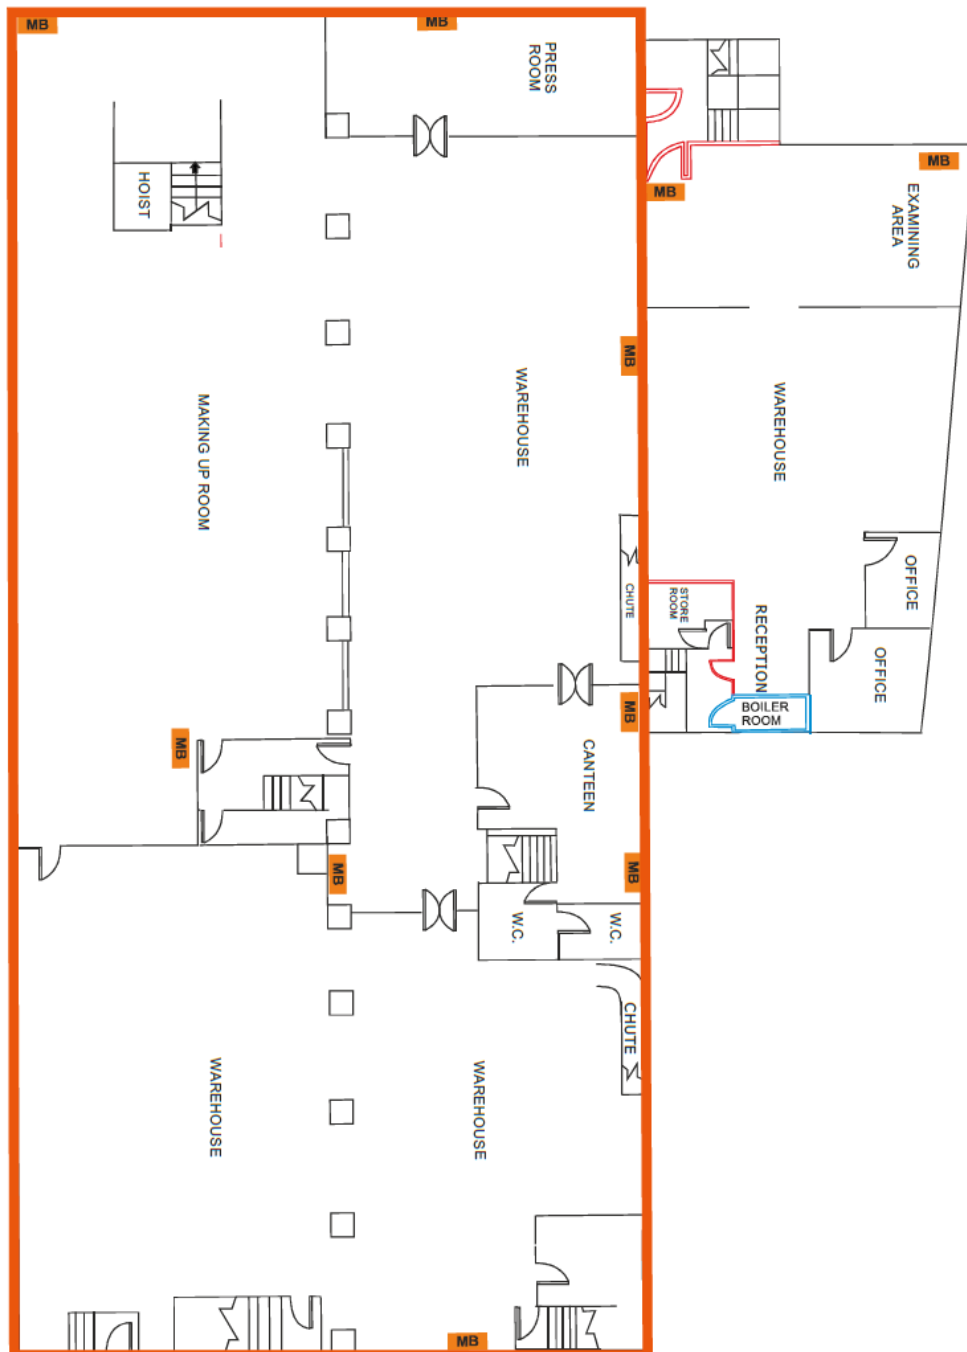 MB
MB
PRESS
ROOM
MB
MB
EXAMINING
AREA
HOIST
MB
WAREHOUSE
WAREHOUSE
MAKING UP ROOM
CHUTE
STORE
ROOM
RECEPTION
OFFICE
OFFICE
MB
BOILER
ROOM
MB
CANTEEN
MB
MB
W.C.
W.C.
CHUTE
WAREHOUSE
WAREHOUSE
MB